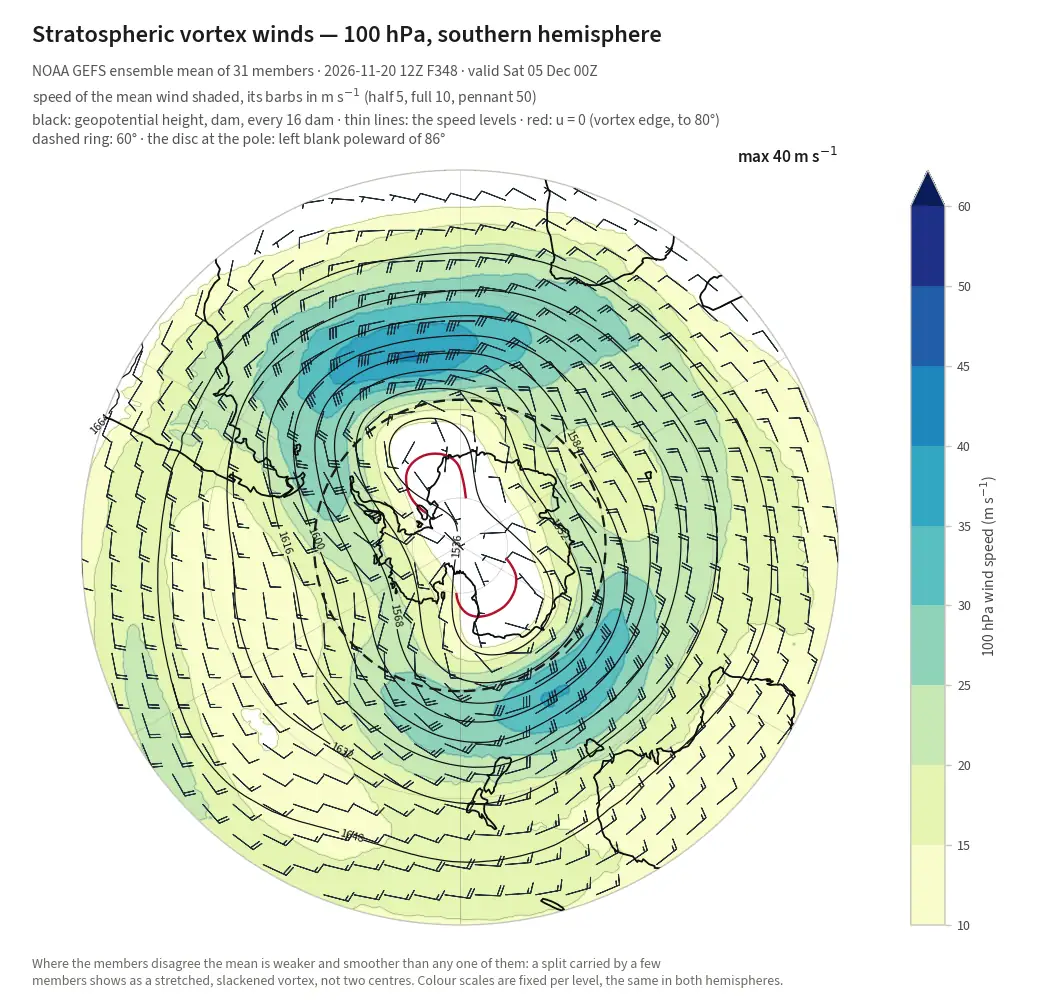 Stratospheric vortex winds — 100 hPa, southern hemisphere
NOAA GEFS ensemble mean of 31 members · 2026-11-20 12Z F348 · valid Sat 05 Dec 00Z
speed of the mean wind shaded, its barbs in m s⁻¹ (half 5, full 10, pennant 50)
black: geopotential height, dam, every 16 dam · thin lines: the speed levels · red: u = 0 (vortex edge, to 80°)
dashed ring: 60° · the disc at the pole: left blank poleward of 86°
max 40 m s⁻¹
60
50
45
40
35
30
25
20
15
10
100 hPa wind speed (m s⁻¹)
1664
1584
1616
1600
1536
1552
1568
1632
1648
Where the members disagree the mean is weaker and smoother than any one of them: a split carried by a few
members shows as a stretched, slackened vortex, not two centres. Colour scales are fixed per level, the same in both hemispheres.